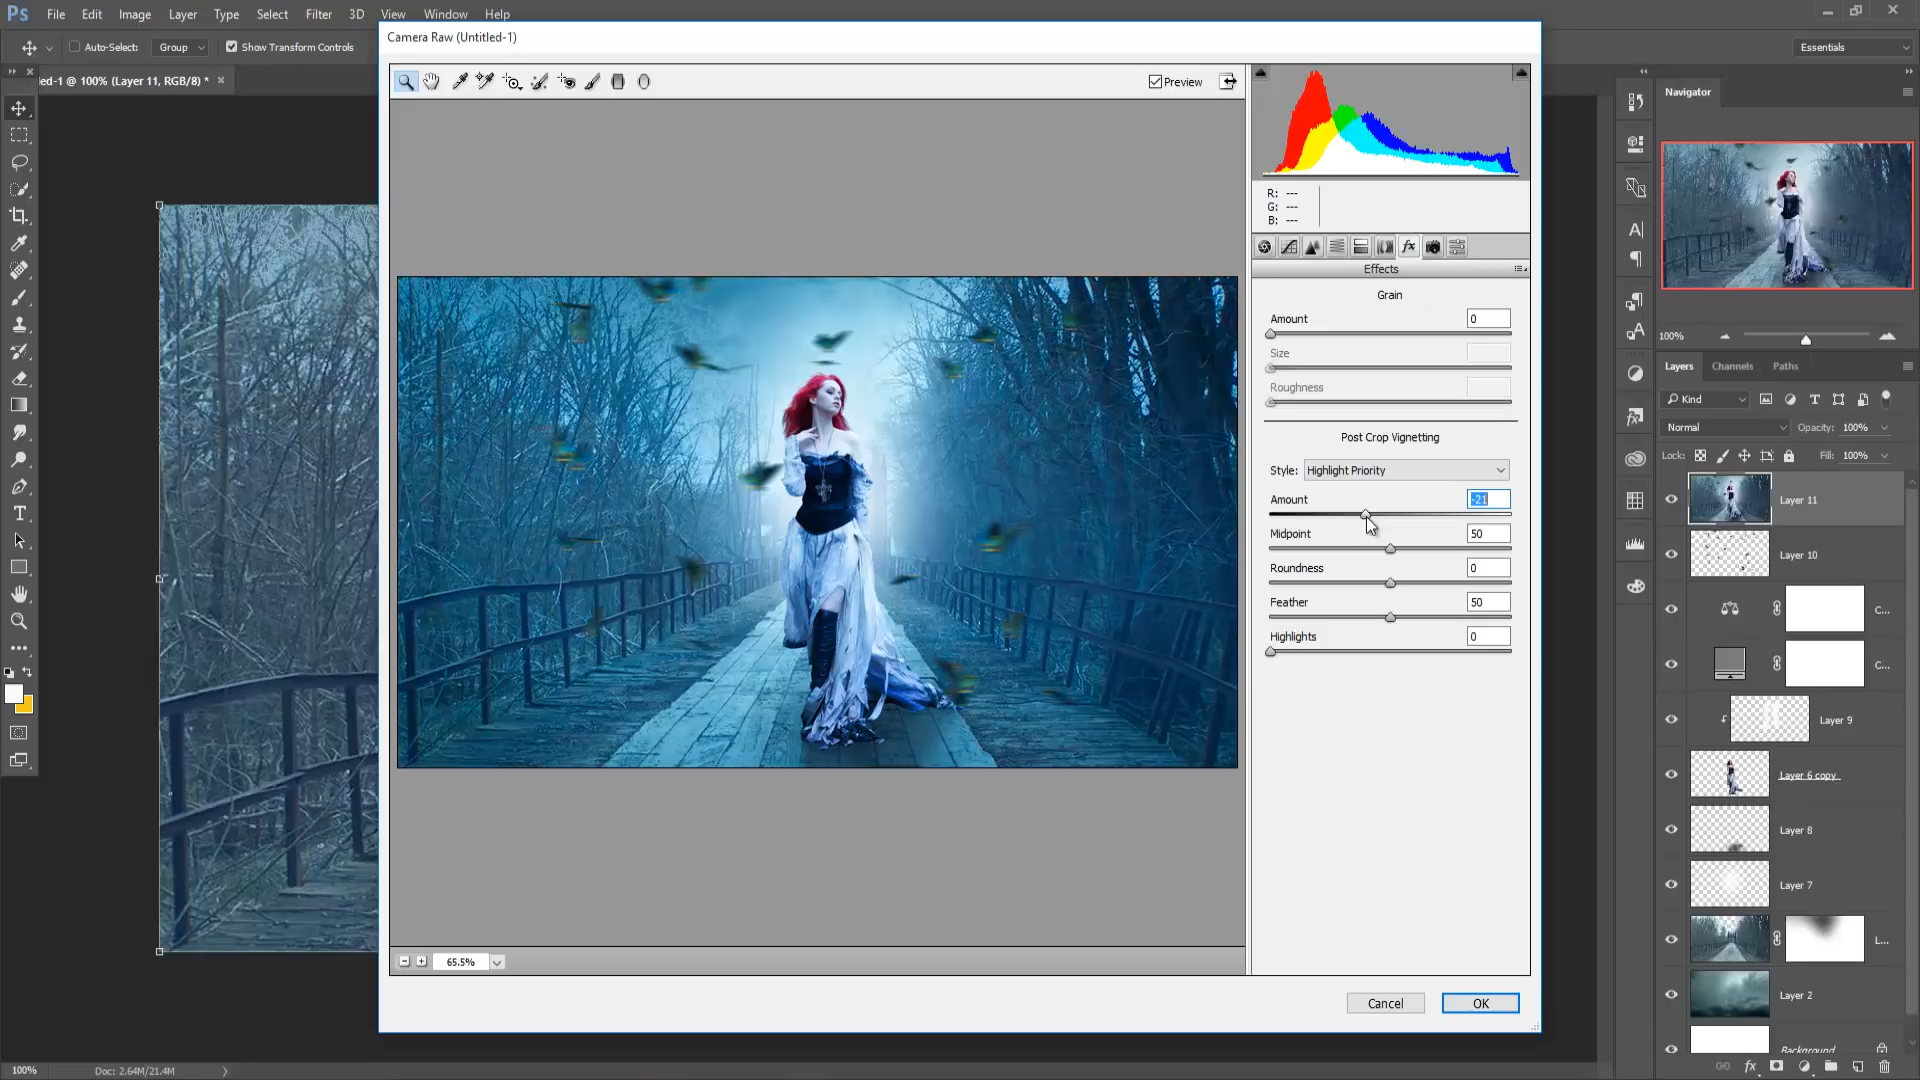 Ps File Edit Image Layer Type Select Filter 3D View Window Help
Auto-Select: Group Show Transform Controls
Essentials
ed-1 @ 100% (Layer 11, RGB/8) *
Camera Raw (Untitled-1)
Preview
R: ---
G: ---
B: ---
fx
Effects
Grain
Amount 0
Size
Roughness
Post Crop Vignetting
Style: Highlight Priority
Amount -21
Midpoint 50
Roundness 0
Feather 50
Highlights 0
65.5%
Cancel OK
Navigator
100%
Layers Channels Paths
Kind
Normal Opacity: 100%
Lock: Fill: 100%
Layer 11
Layer 10
C...
C...
Layer 9
Layer 6 copy
Layer 8
Layer 7
L...
Layer 2
Background
fx
100% Doc: 2.64M/21.4M